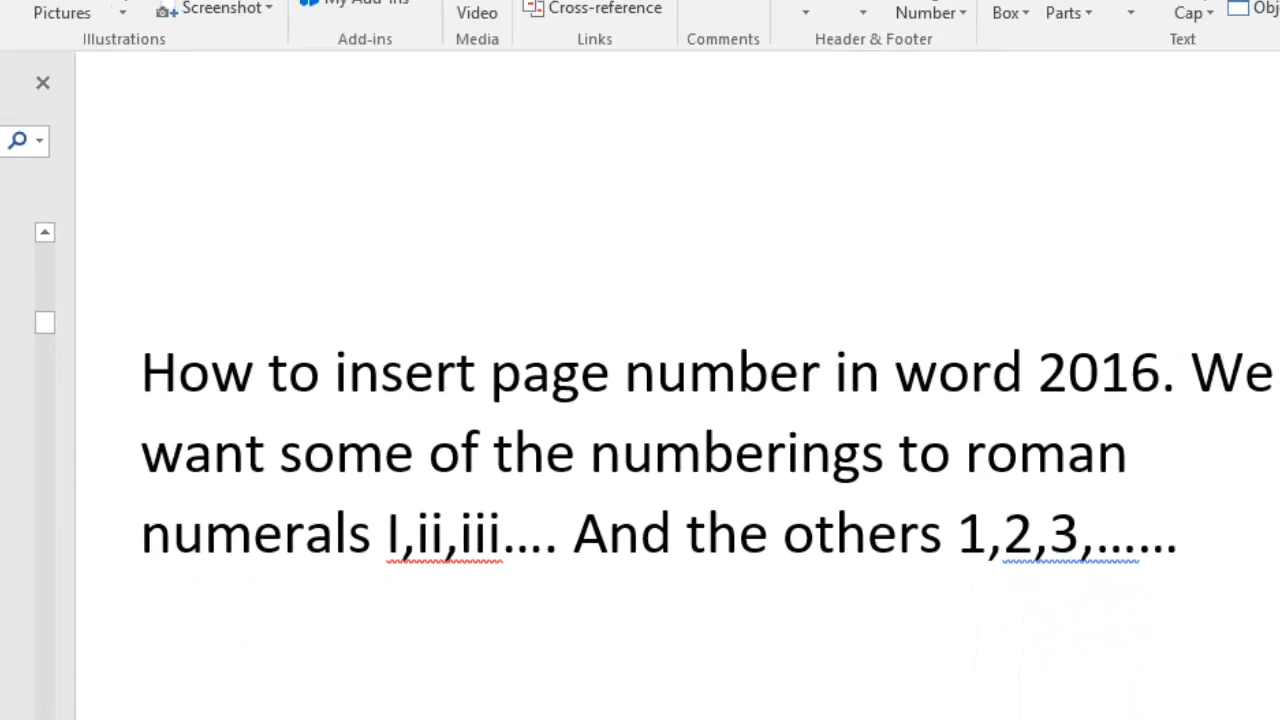 Pictures Screenshot My Add-ins Video Cross-reference Number Box Parts Cap
Illustrations Add-ins Media Links Comments Header & Footer Text
How to insert page number in word 2016. We
want some of the numberings to roman
numerals I,ii,iii.... And the others 1,2,3,......